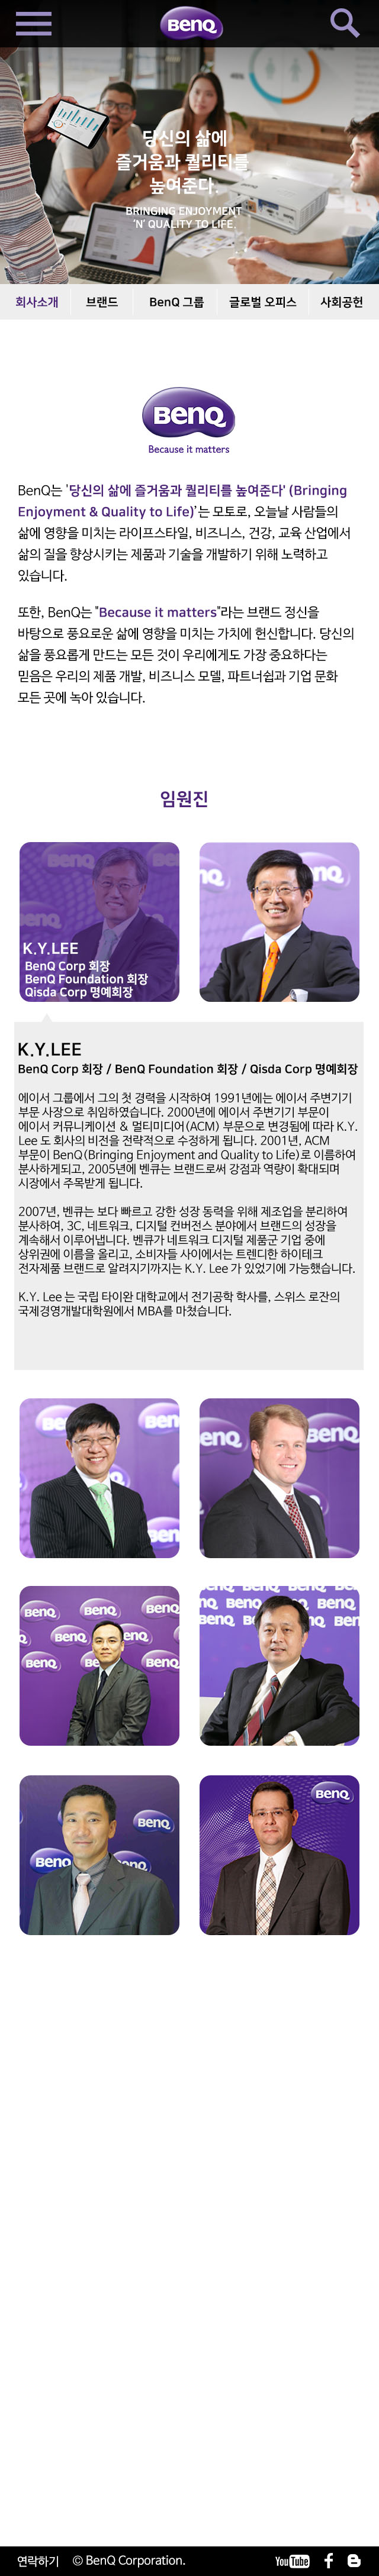 BenQ
당신의 삶에
즐거움과 퀄리티를
높여준다.
BRINGING ENJOYMENT
'N' QUALITY TO LIFE.
회사소개 브랜드 BenQ 그룹 글로벌 오피스 사회공헌
BenQ
Because it matters
BenQ는 '당신의 삶에 즐거움과 퀄리티를 높여준다' (Bringing
Enjoyment & Quality to Life)'는 모토로, 오늘날 사람들의
삶에 영향을 미치는 라이프스타일, 비즈니스, 건강, 교육 산업에서
삶의 질을 향상시키는 제품과 기술을 개발하기 위해 노력하고
있습니다.
또한, BenQ는 "Because it matters"라는 브랜드 정신을
바탕으로 풍요로운 삶에 영향을 미치는 가치에 헌신합니다. 당신의
삶을 풍요롭게 만드는 모든 것이 우리에게도 가장 중요하다는
믿음은 우리의 제품 개발, 비즈니스 모델, 파트너쉽과 기업 문화
모든 곳에 녹아 있습니다.
임원진
K.Y.LEE
BenQ Corp 회장
BenQ Foundation 회장
Qisda Corp 명예회장
K.Y.LEE
BenQ Corp 회장 / BenQ Foundation 회장 / Qisda Corp 명예회장
에이서 그룹에서 그의 첫 경력을 시작하여 1991년에는 에이서 주변기기
부문 사장으로 취임하였습니다. 2000년에 에이서 주변기기 부문이
에이서 커뮤니케이션 & 멀티미디어(ACM) 부문으로 변경됨에 따라 K.Y.
Lee 도 회사의 비전을 전략적으로 수정하게 됩니다. 2001년, ACM
부문이 BenQ(Bringing Enjoyment and Quality to Life)로 이름하여
분사하게되고, 2005년에 벤큐는 브랜드로써 강점과 역량이 확대되며
시장에서 주목받게 됩니다.
2007년, 벤큐는 보다 빠르고 강한 성장 동력을 위해 제조업을 분리하여
분사하여, 3C, 네트워크, 디지털 컨버전스 분야에서 브랜드의 성장을
계속해서 이루어냅니다. 벤큐가 네트워크 디지털 제품군 기업 중에
상위권에 이름을 올리고, 소비자들 사이에서는 트렌디한 하이테크
전자제품 브랜드로 알려지기까지는 K.Y. Lee 가 있었기에 가능했습니다.
K.Y. Lee 는 국립 타이완 대학교에서 전기공학 학사를, 스위스 로잔의
국제경영개발대학원에서 MBA를 마쳤습니다.
연락하기 © BenQ Corporation. YouTube